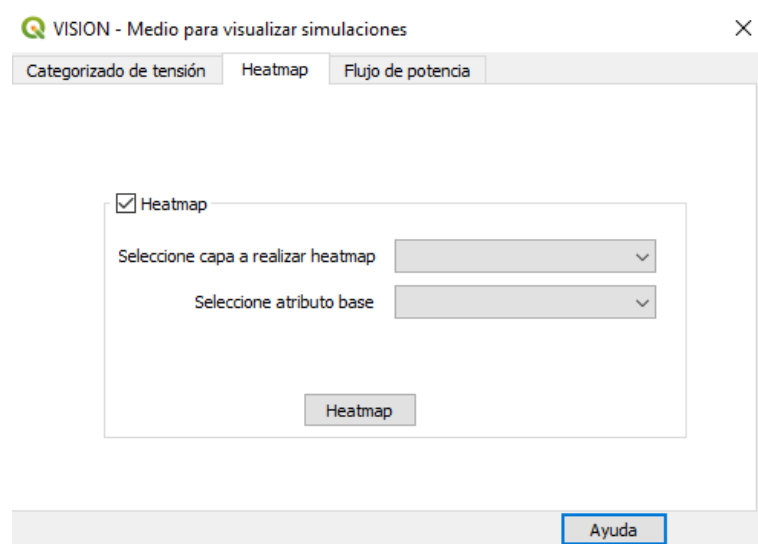 VISION - Medio para visualizar simulaciones
Categorizado de tensión Heatmap Flujo de potencia
Heatmap
Seleccione capa a realizar heatmap
Seleccione atributo base
Heatmap
Ayuda